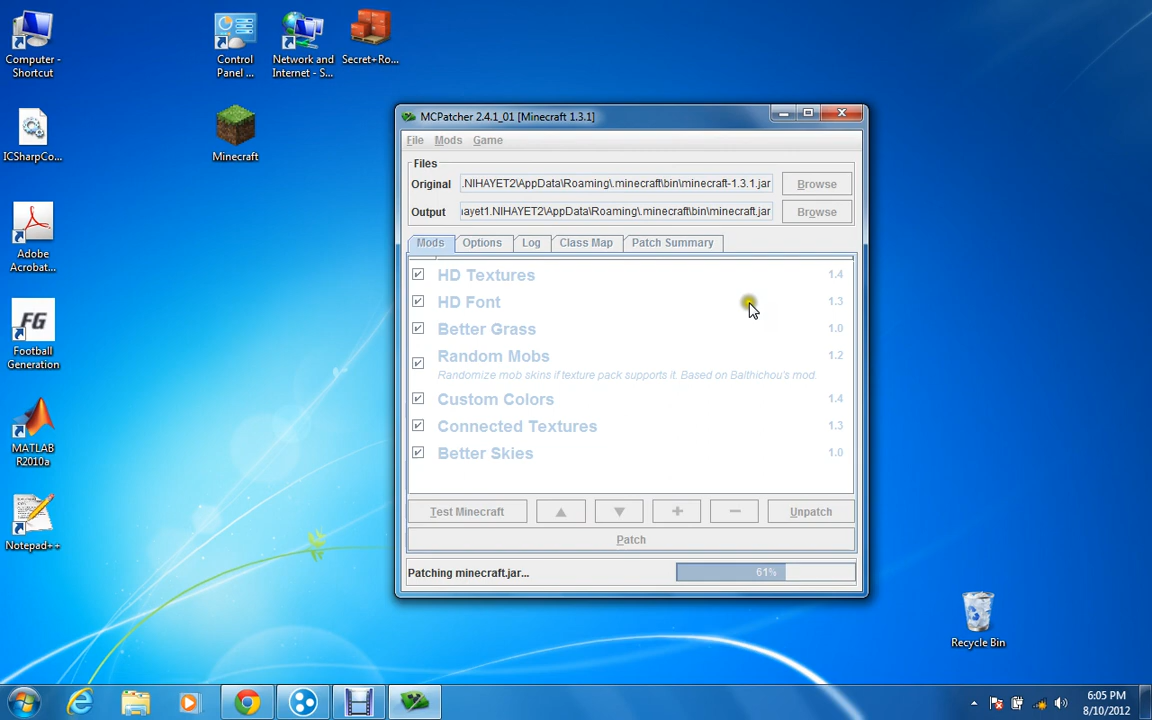 Computer -
Shortcut
Control
Panel ...
Network and
Internet - S...
Secret+Ro...
ICSharpCo...
Minecraft
Adobe
Acrobat...
FG
Football
Generation
MATLAB
R2010a
Notepad++
MCPatcher 2.4.1_01 [Minecraft 1.3.1]
File Mods Game
Files
Original .NIHAYET2\AppData\Roaming\.minecraft\bin\minecraft-1.3.1.jar Browse
Output ıayet1.NIHAYET2\AppData\Roaming\.minecraft\bin\minecraft.jar Browse
Mods Options Log Class Map Patch Summary
HD Textures 1.4
HD Font 1.3
Better Grass 1.0
Random Mobs 1.2
Randomize mob skins if texture pack supports it. Based on Balthichou's mod.
Custom Colors 1.4
Connected Textures 1.3
Better Skies 1.0
Test Minecraft Unpatch
Patch
Patching minecraft.jar... 61%
Recycle Bin
6:05 PM
8/10/2012